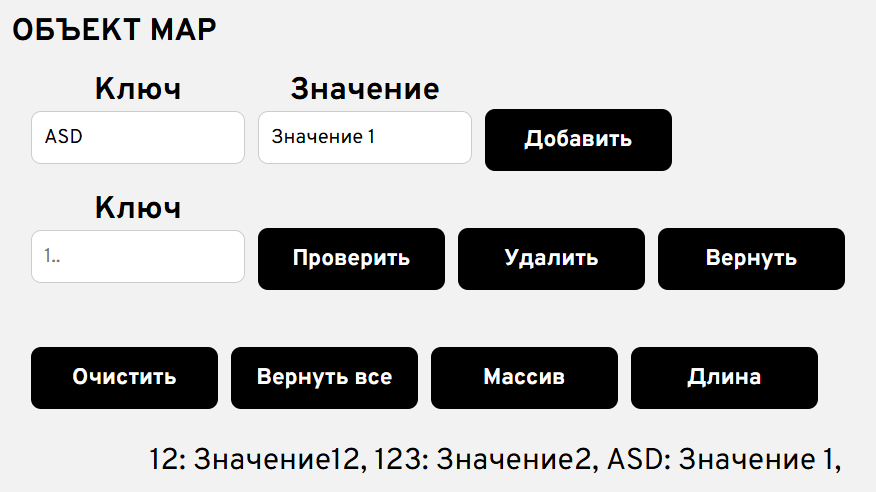 ОБЪЕКТ MAP
Ключ Значение
ASD Значение 1 Добавить
Ключ
1.. Проверить Удалить Вернуть
Очистить Вернуть все Массив Длина
12: Значение12, 123: Значение2, ASD: Значение 1,